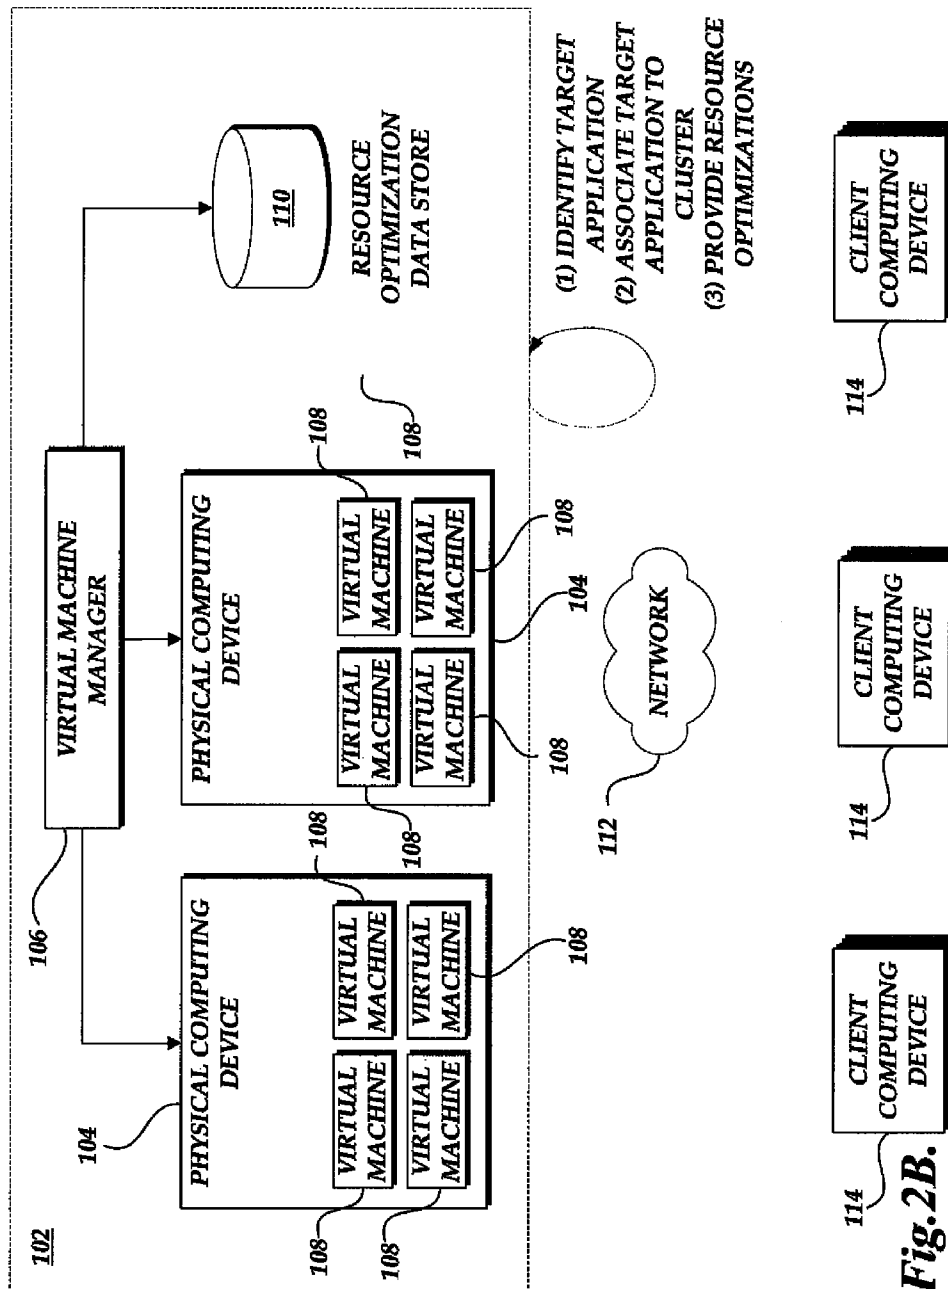 102
106
VIRTUAL MACHINE
MANAGER
104
PHYSICAL COMPUTING
DEVICE
108
VIRTUAL
MACHINE
VIRTUAL
MACHINE
108
VIRTUAL
MACHINE
VIRTUAL
MACHINE
108
108
PHYSICAL COMPUTING
DEVICE
108
VIRTUAL
MACHINE
VIRTUAL
MACHINE
108
VIRTUAL
MACHINE
VIRTUAL
MACHINE
108
108
104
108
110
RESOURCE
OPTIMIZATION
DATA STORE
(1) IDENTIFY TARGET
APPLICATION
(2) ASSOCIATE TARGET
APPLICATION TO
CLUSTER
(3) PROVIDE RESOURCE
OPTIMIZATIONS
112
NETWORK
CLIENT
COMPUTING
DEVICE
114
CLIENT
COMPUTING
DEVICE
114
CLIENT
COMPUTING
DEVICE
114
Fig.2B.